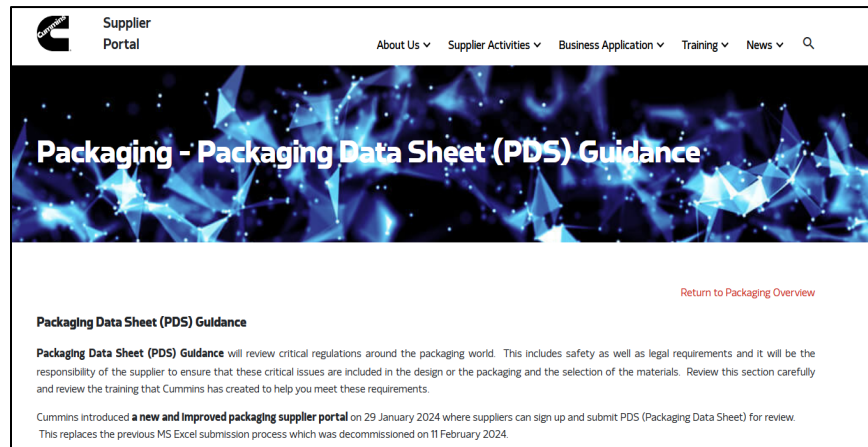 Cummins
Supplier
Portal
About Us Supplier Activities Business Application Training News
Packaging - Packaging Data Sheet (PDS) Guidance
Return to Packaging Overview
Packaging Data Sheet (PDS) Guidance
Packaging Data Sheet (PDS) Guidance will review critical regulations around the packaging world. This includes safety as well as legal requirements and it will be the
responsibility of the supplier to ensure that these critical issues are included in the design or the packaging and the selection of the materials. Review this section carefully
and review the training that Cummins has created to help you meet these requirements.
Cummins introduced a new and improved packaging supplier portal on 29 January 2024 where suppliers can sign up and submit PDS (Packaging Data Sheet) for review.
This replaces the previous MS Excel submission process which was decommissioned on 11 February 2024.